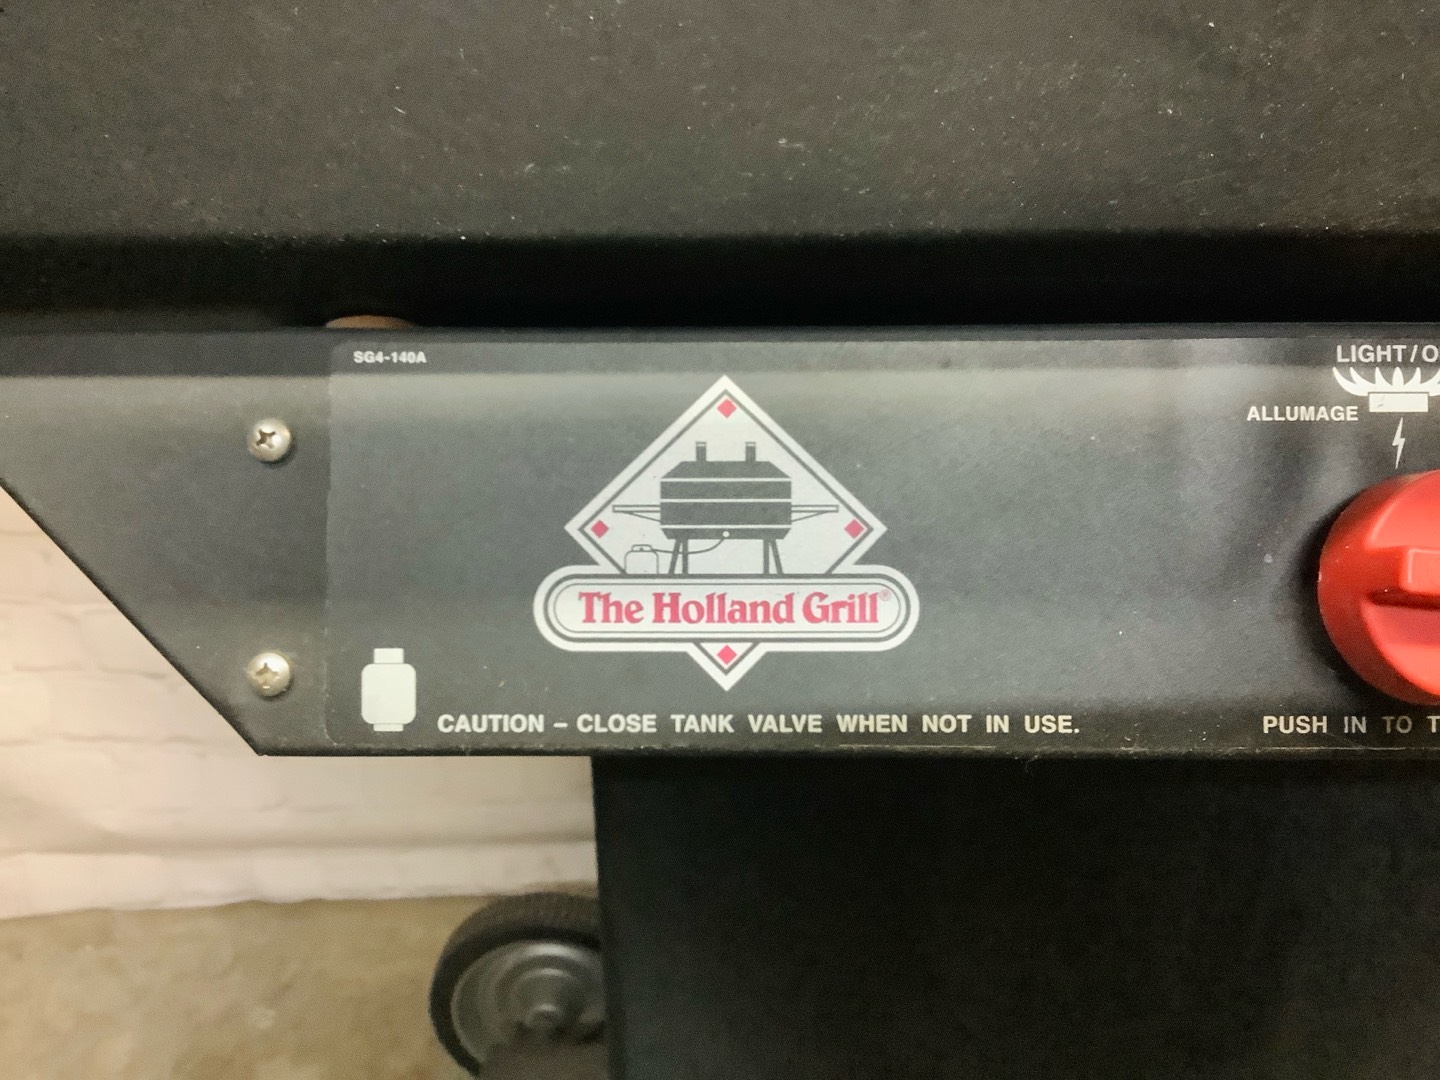 SG4-140A
LIGHT/O
ALLUMAGE
The Holland Grill®
CAUTION – CLOSE TANK VALVE WHEN NOT IN USE.
PUSH IN TO T